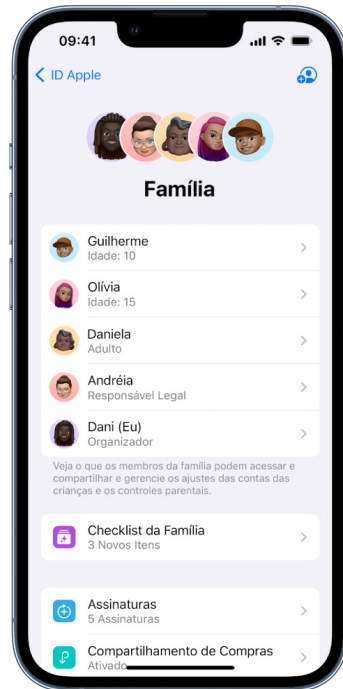 09:41
ID Apple
Família
Guilherme
Idade: 10
Olívia
Idade: 15
Daniela
Adulto
Andréia
Responsável Legal
Dani (Eu)
Organizador
Veja o que os membros da família podem acessar e
compartilhar e gerencie os ajustes das contas das
crianças e os controles parentais.
Checklist da Família
3 Novos Itens
Assinaturas
5 Assinaturas
Compartilhamento de Compras
Ativado